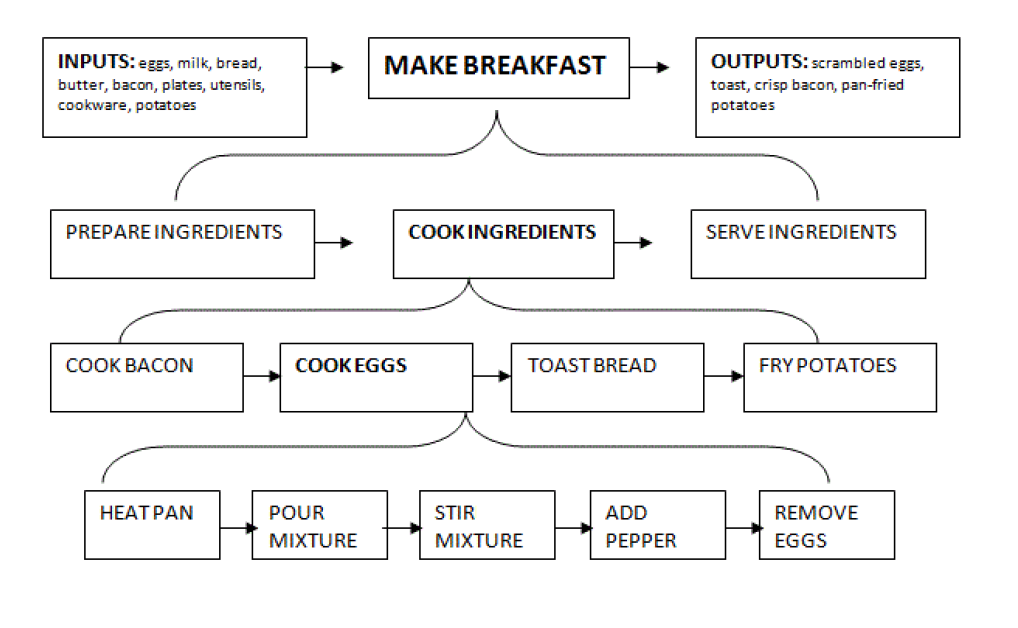 INPUTS: eggs, milk, bread,
butter, bacon, plates, utensils,
cookware, potatoes
MAKE BREAKFAST
OUTPUTS: scrambled eggs,
toast, crisp bacon, pan-fried
potatoes
PREPARE INGREDIENTS
COOK INGREDIENTS
SERVE INGREDIENTS
COOK BACON
COOK EGGS
TOAST BREAD
FRY POTATOES
HEAT PAN
POUR
MIXTURE
STIR
MIXTURE
ADD
PEPPER
REMOVE
EGGS